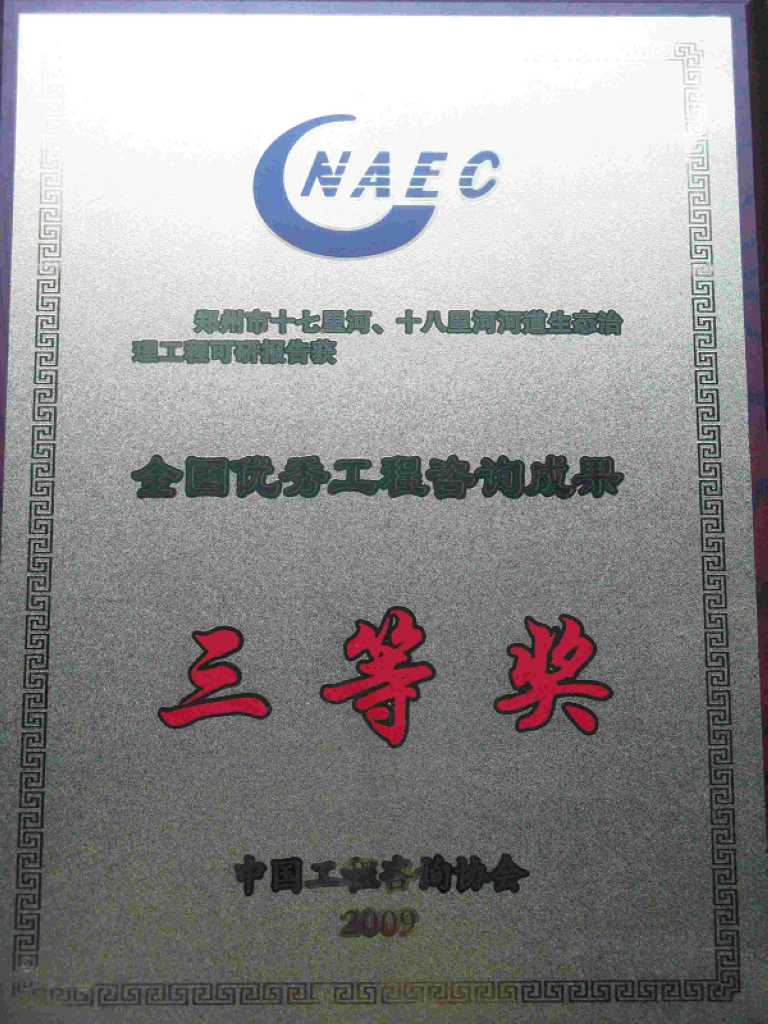 CNAEC
郑州市十七里河、十八里河河道生态治
理工程可研报告获
全国优秀工程咨询成果
三等奖
中国工程咨询协会
2009